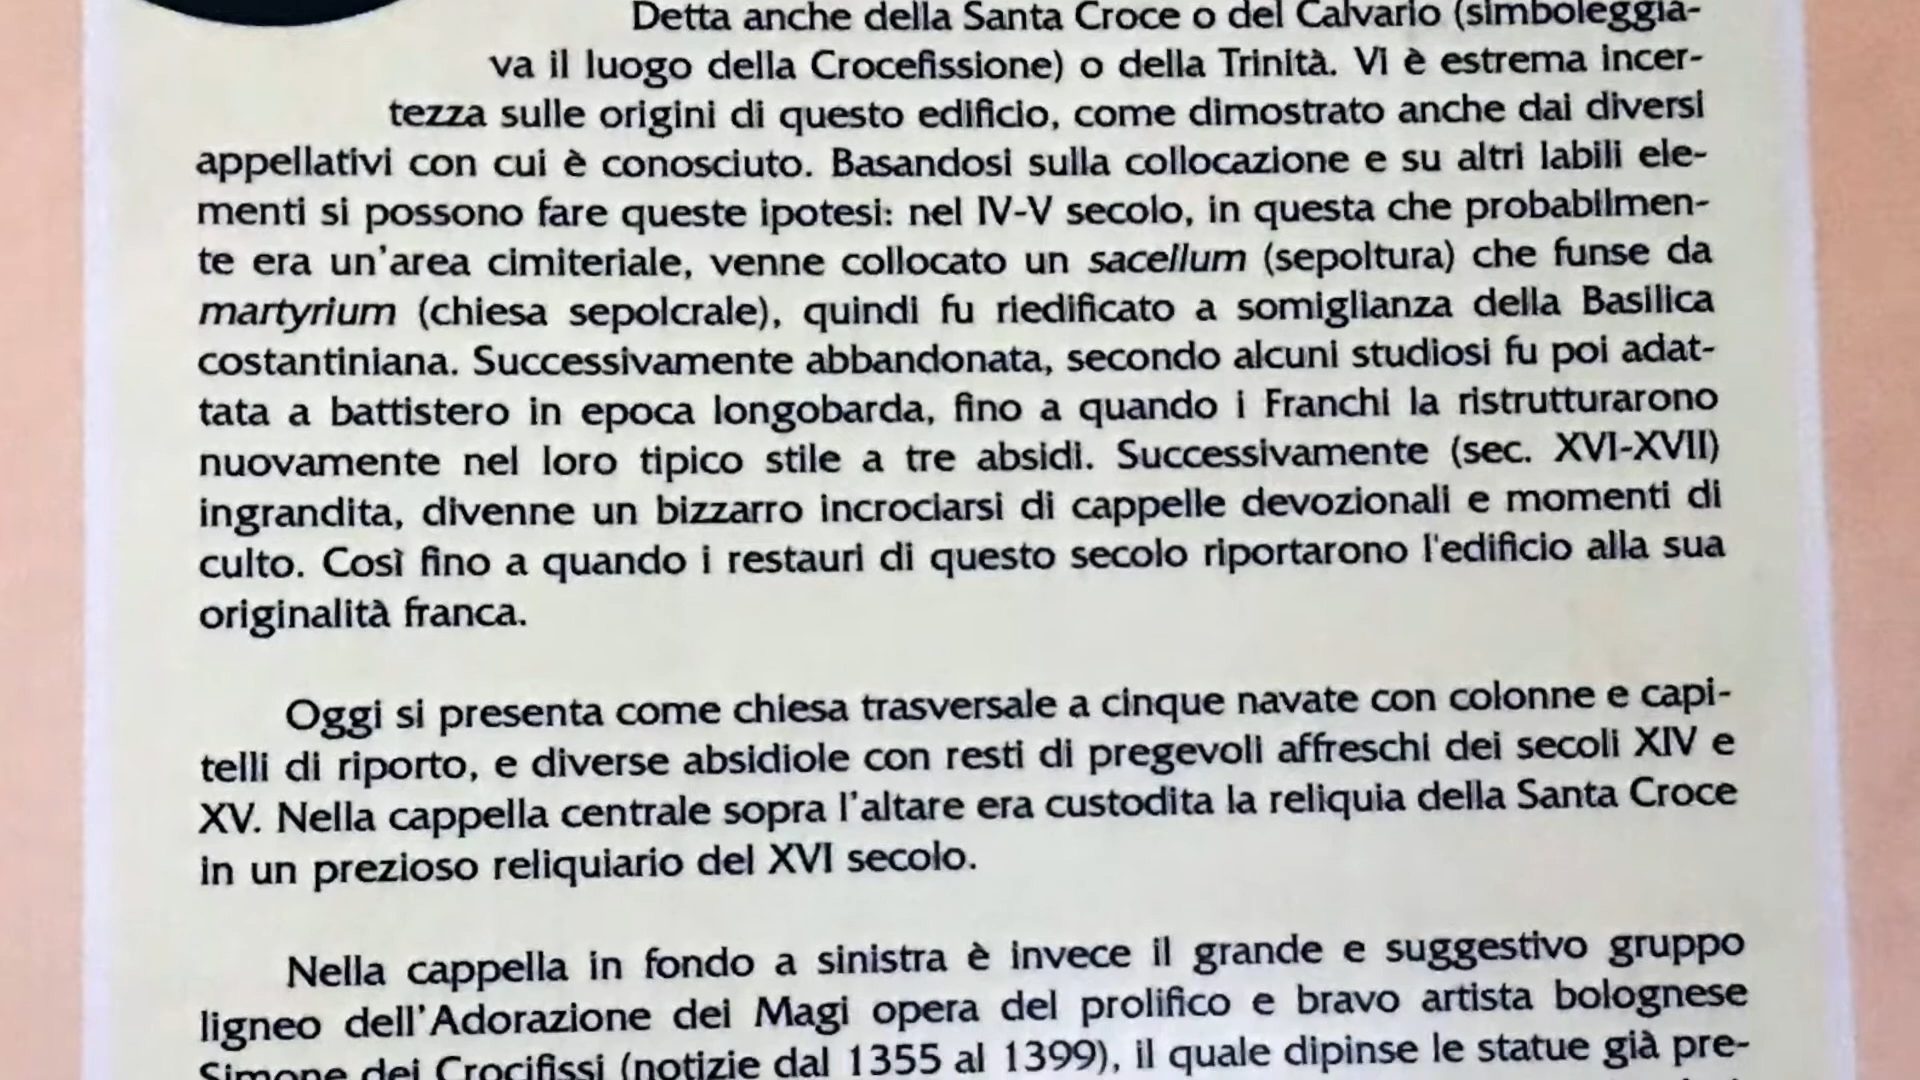 Detta anche della Santa Croce o del Calvario (simboleggia-
va il luogo della Crocefissione) o della Trinità. VI è estrema incer-
tezza sulle origini di questo edificio, come dimostrato anche dai diversi
appellativi con cui è conosciuto. Basandosi sulla collocazione e su altri labili ele-
menti si possono fare queste ipotesi: nel IV-V secolo, in questa che probabilmen-
te era un'area cimiteriale, venne collocato un sacellum (sepoltura) che funse da
martyrium (chiesa sepolcrale), quindi fu riedificato a somiglianza della Basilica
costantiniana. Successivamente abbandonata, secondo alcuni studiosi fu poi adat-
tata a battistero in epoca longobarda, fino a quando i Franchi la ristrutturarono
nuovamente nel loro tipico stile a tre absidi. Successivamente (sec. XVI-XVII)
ingrandita, divenne un bizzarro incrociarsi di cappelle devozionali e momenti di
culto. Così fino a quando i restauri di questo secolo riportarono l'edificio alla sua
originalità franca.
Oggi si presenta come chiesa trasversale a cinque navate con colonne e capi-
telli di riporto, e diverse absidiole con resti di pregevoli affreschi dei secoli XIV e
XV. Nella cappella centrale sopra l'altare era custodita la reliquia della Santa Croce
in un prezioso reliquiario del XVI secolo.
Nella cappella in fondo a sinistra è invece il grande e suggestivo gruppo
ligneo dell'Adorazione dei Magi opera del prolifico e bravo artista bolognese
Simone dei Crocifissi (notizie dal 1355 al 1399), il quale dipinse le statue già pre-